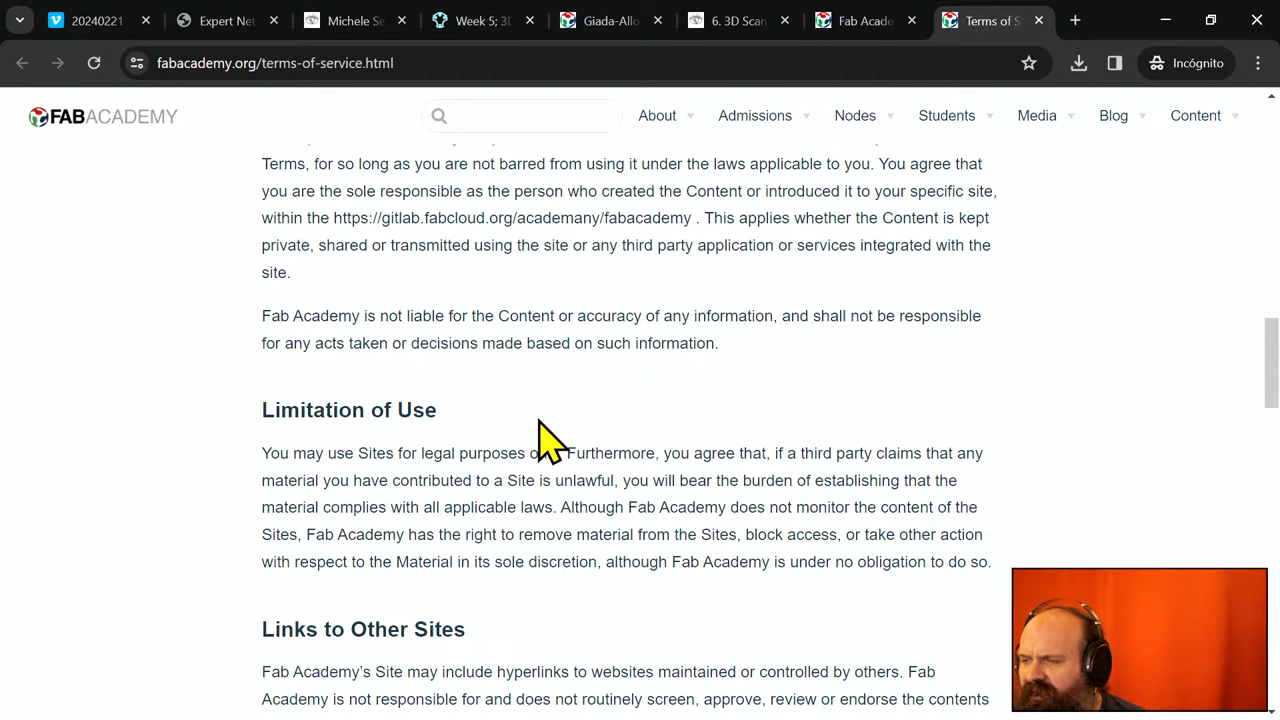 20240221
Expert Net
Michele Se
Week 5; 3D
Giada-Allo
6. 3D Scan
Fab Acade
Terms of S
fabacademy.org/terms-of-service.html
Incógnito
FABACADEMY
About
Admissions
Nodes
Students
Media
Blog
Content
Terms, for so long as you are not barred from using it under the laws applicable to you. You agree that
you are the sole responsible as the person who created the Content or introduced it to your specific site,
within the https://gitlab.fabcloud.org/academany/fabacademy . This applies whether the Content is kept
private, shared or transmitted using the site or any third party application or services integrated with the
site.
Fab Academy is not liable for the Content or accuracy of any information, and shall not be responsible
for any acts taken or decisions made based on such information.
Limitation of Use
You may use Sites for legal purposes Furthermore, you agree that, if a third party claims that any
material you have contributed to a Site is unlawful, you will bear the burden of establishing that the
material complies with all applicable laws. Although Fab Academy does not monitor the content of the
Sites, Fab Academy has the right to remove material from the Sites, block access, or take other action
with respect to the Material in its sole discretion, although Fab Academy is under no obligation to do so.
Links to Other Sites
Fab Academy's Site may include hyperlinks to websites maintained or controlled by others. Fab
Academy is not responsible for and does not routinely screen, approve, review or endorse the contents